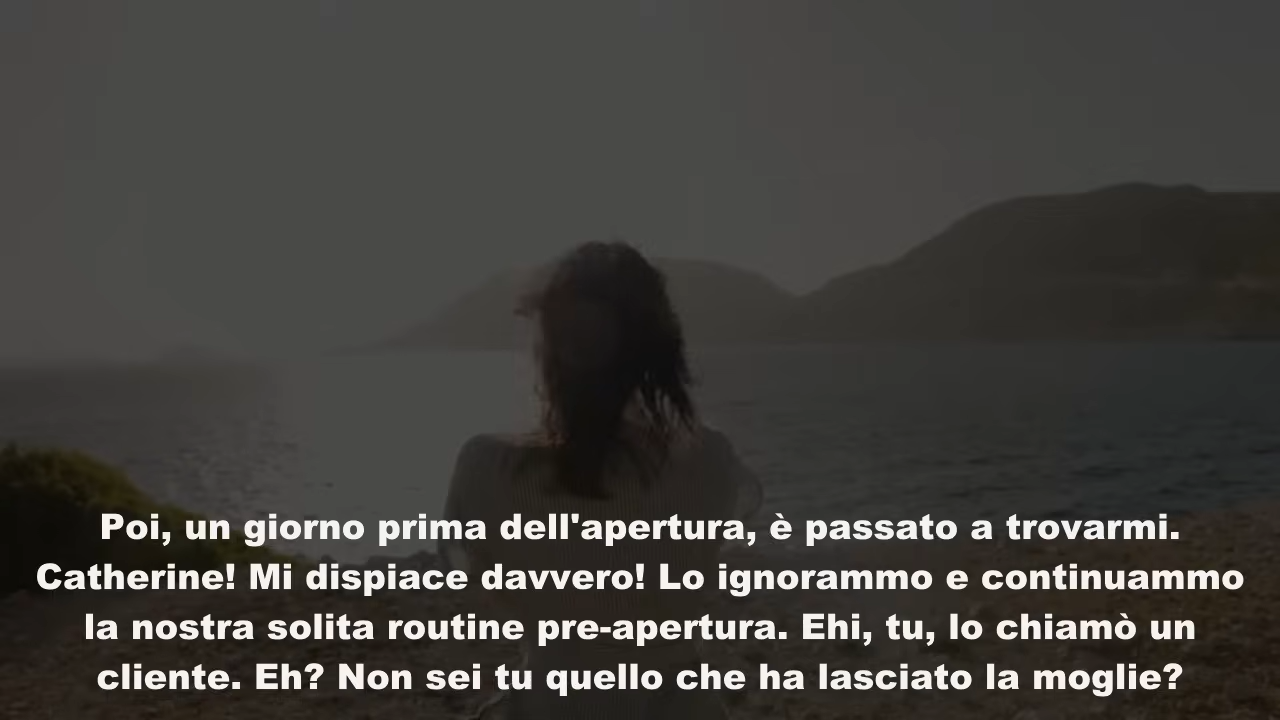 Poi, un giorno prima dell'apertura, è passato a trovarmi.
Catherine! Mi dispiace davvero! Lo ignorammo e continuammo
la nostra solita routine pre-apertura. Ehi, tu, lo chiamò un
cliente. Eh? Non sei tu quello che ha lasciato la moglie?